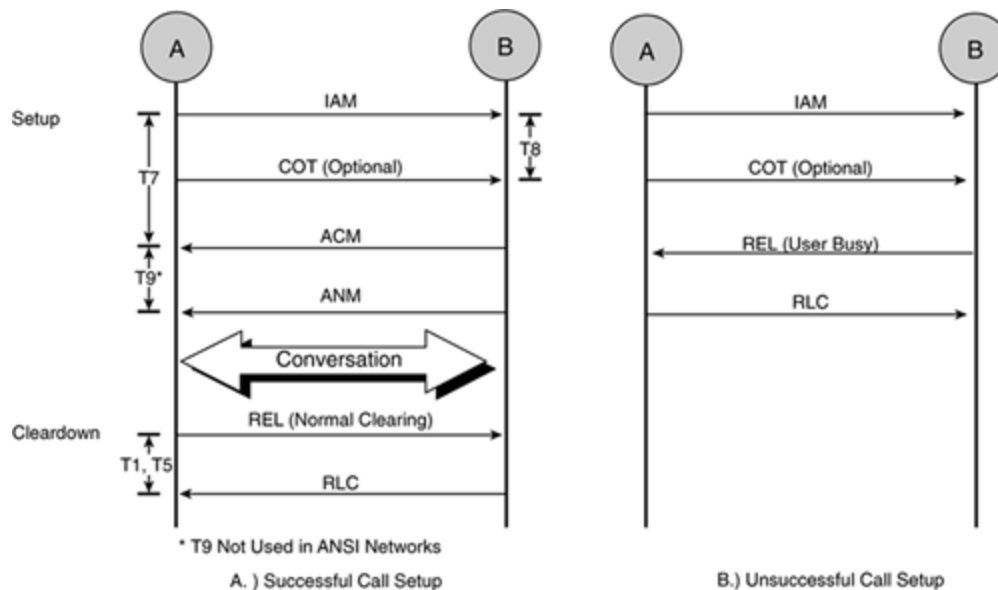 A
B
A
B
Setup
IAM
T7
T8
COT (Optional)
ACM
T9*
ANM
Conversation
Cleardown
REL (Normal Clearing)
T1, T5
RLC
* T9 Not Used in ANSI Networks
A. ) Successful Call Setup
IAM
COT (Optional)
REL (User Busy)
RLC
B.) Unsuccessful Call Setup